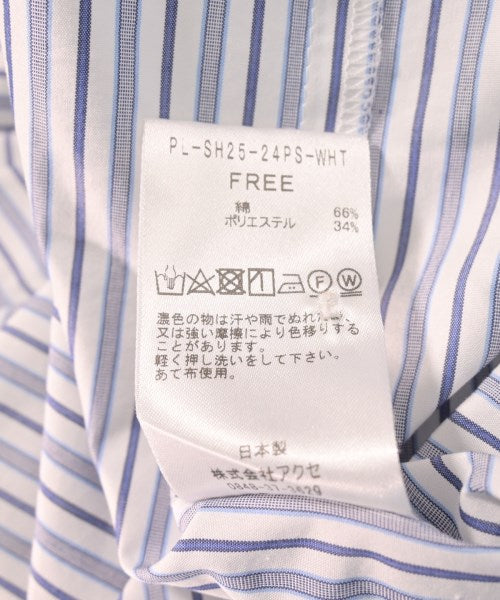 PL-SH25-24PS-WHT
FREE
綿 66%
ポリエステル 34%
F W
濃色の物は汗や雨でぬれた
又は強い摩擦により色移りする
ことがあります。
軽く押し洗いをして下さい。
あて布使用。
日本製
株式会社アクセ